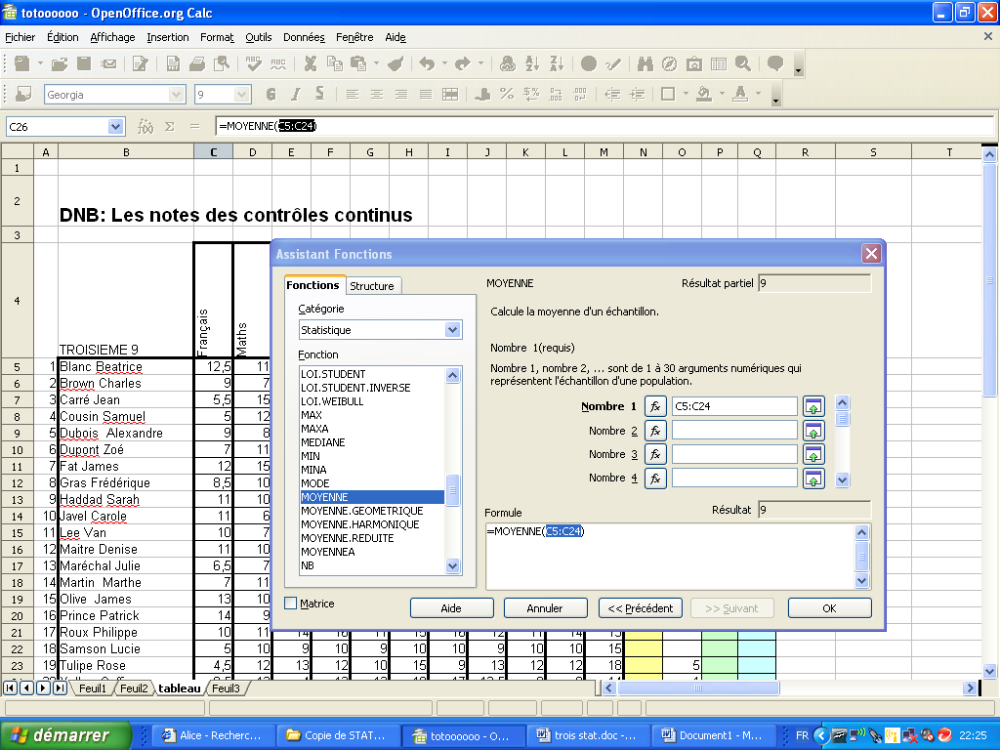 totoooooo - OpenOffice.org Calc
Fichier Édition Affichage Insertion Format Outils Données Fenêtre Aide
Georgia 9
C26 =MOYENNE(C5:C24)
A B C D E F G H I J K L M N O P Q R S T
1
2 DNB: Les notes des contrôles continus
3
4 TROISIEME 9 Français Maths
5 1 Blanc Beatrice 12,5 11
6 2 Brown Charles 9 7
7 3 Carré Jean 5,5 15
8 4 Cousin Samuel 5 12
9 5 Dubois Alexandre 9 8
10 6 Dupont Zoé 7 11
11 7 Fat James 12 15
12 8 Gras Frédérique 8,5 10
13 9 Haddad Sarah 11 10
14 10 Javel Carole 11 6
15 11 Lee Van 10 7
16 12 Maitre Denise 11 10
17 13 Maréchal Julie 6,5 7
18 14 Martin Marthe 7 11
19 15 Olive James 13 10
20 16 Prince Patrick 14 9
21 17 Roux Philippe 10 11
22 18 Samson Lucie 5 10 9 10 9 10 10 9 10 10 15
23 19 Tulipe Rose 4,5 12 13 12 10 15 9 13 12 12 18 5
Assistant Fonctions
Fonctions Structure
Catégorie
Statistique
Fonction
LOI.STUDENT
LOI.STUDENT.INVERSE
LOI.WEIBULL
MAX
MAXA
MEDIANE
MIN
MINA
MODE
MOYENNE
MOYENNE.GEOMETRIQUE
MOYENNE.HARMONIQUE
MOYENNE.REDUITE
MOYENNEA
NB
MOYENNE Résultat partiel 9
Calcule la moyenne d'un échantillon.
Nombre 1(requis)
Nombre 1, nombre 2, ... sont de 1 à 30 arguments numériques qui
représentent l'échantillon d'une population.
Nombre 1 fx C5:C24
Nombre 2 fx
Nombre 3 fx
Nombre 4 fx
Formule Résultat 9
=MOYENNE(C5:C24)
Matrice Aide Annuler << Précédent >> Suivant OK
Feuil1 Feuil2 tableau Feuil3
démarrer Alice - Recherc... Copie de STAT... totoooooo - O... trois stat.doc -... Document1 - M... FR 22:25